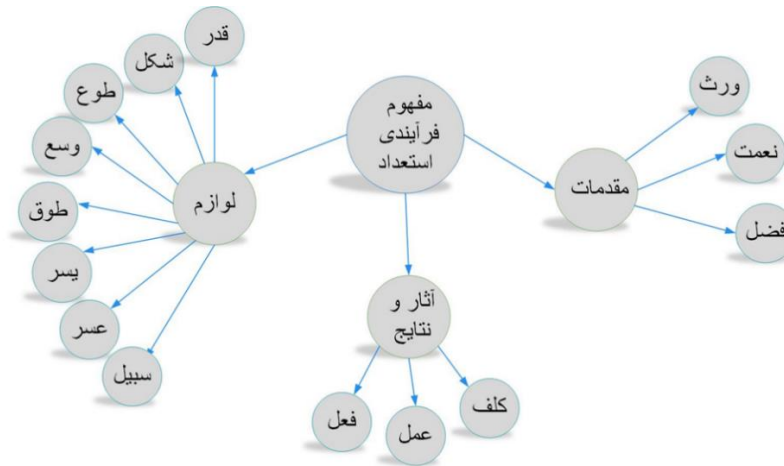 مفهوم
فرآیندی
استعداد
مقدمات
ورث
نعمت
فضل
آثار و
نتایج
کلف
عمل
فعل
لوازم
قدر
شکل
طوع
وسع
طوق
یسر
عسر
سبیل